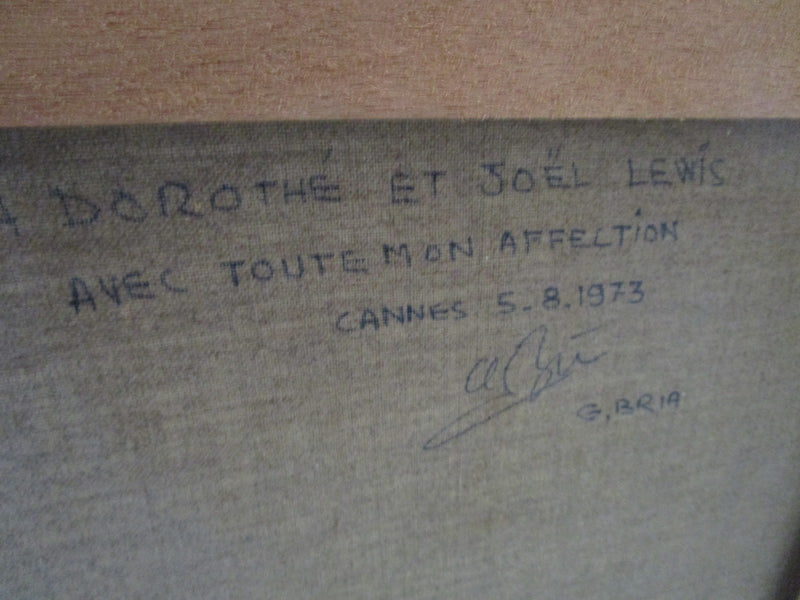 A DOROTHÉ ET JOËL LEWIS
AVEC TOUTE MON AFFECTION
CANNES 5-8.1973
G, BRIA